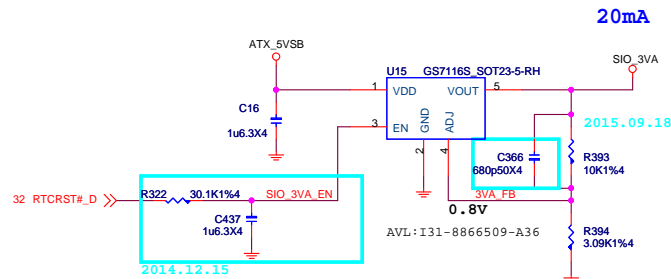 20mA
ATX_5VSB
SIO_3VA
U15 GS7116S_SOT23-5-RH
1 VDD VOUT 5
2015.09.18
C16
1u6.3X4
3 EN GND ADJ
2 4
C366
680p50X4
R393
10K1%4
32 RTCRST#_D R322 30.1K1%4 SIO_3VA_EN
3VA_FB
0.8V
C437
1u6.3X4
AVL:I31-8866509-A36
R394
3.09K1%4
2014.12.15